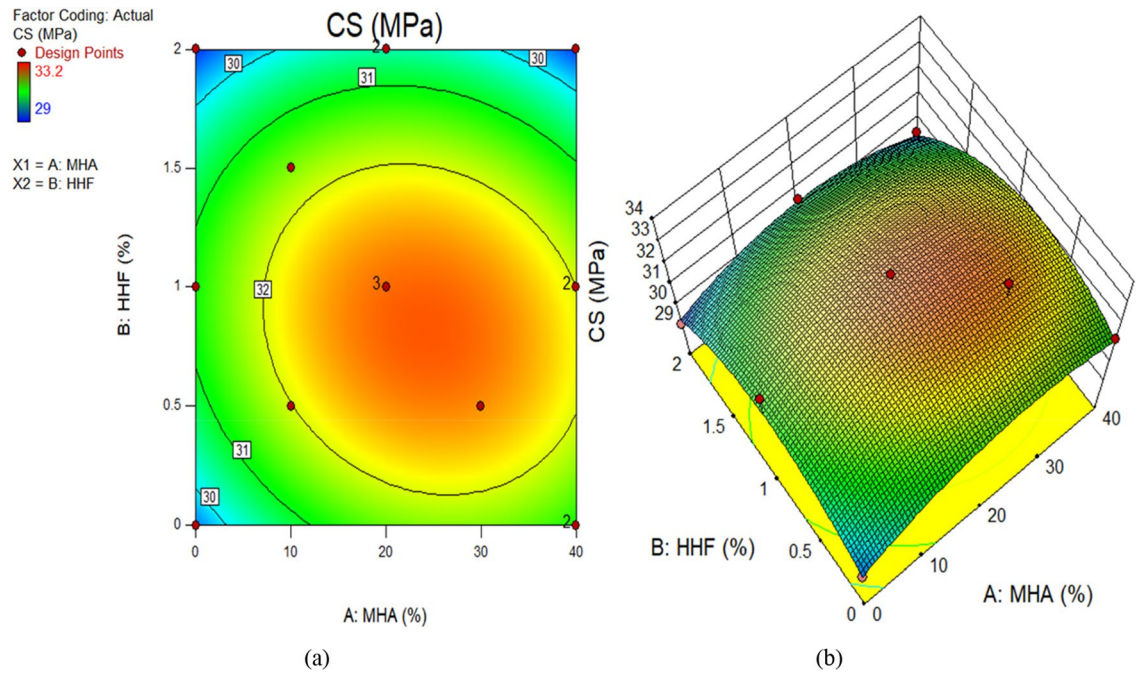 Factor Coding: Actual
CS (MPa)
Design Points
33.2
29
X1 = A: MHA
X2 = B: HHF
CS (MPa)
2
1.5
1
0.5
0
B: HHF (%)
2
30
30
31
32
3
2
31
30
2
0
10
20
30
40
A: MHA (%)
(a)
34
33
32
31
30
29
CS (MPa)
2
1.5
1
0.5
0
B: HHF (%)
0
10
20
30
40
A: MHA (%)
(b)